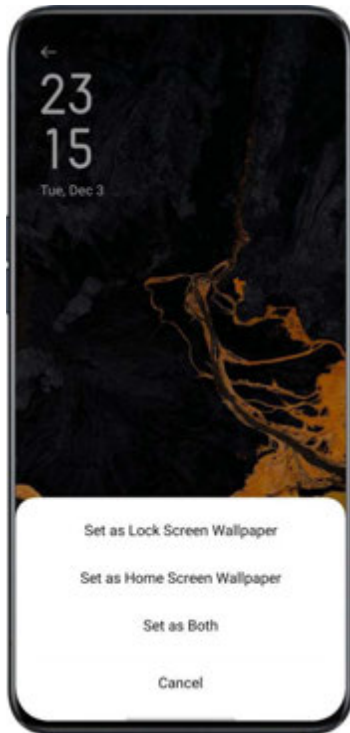 23
15
Tue, Dec 3
Set as Lock Screen Wallpaper
Set as Home Screen Wallpaper
Set as Both
Cancel